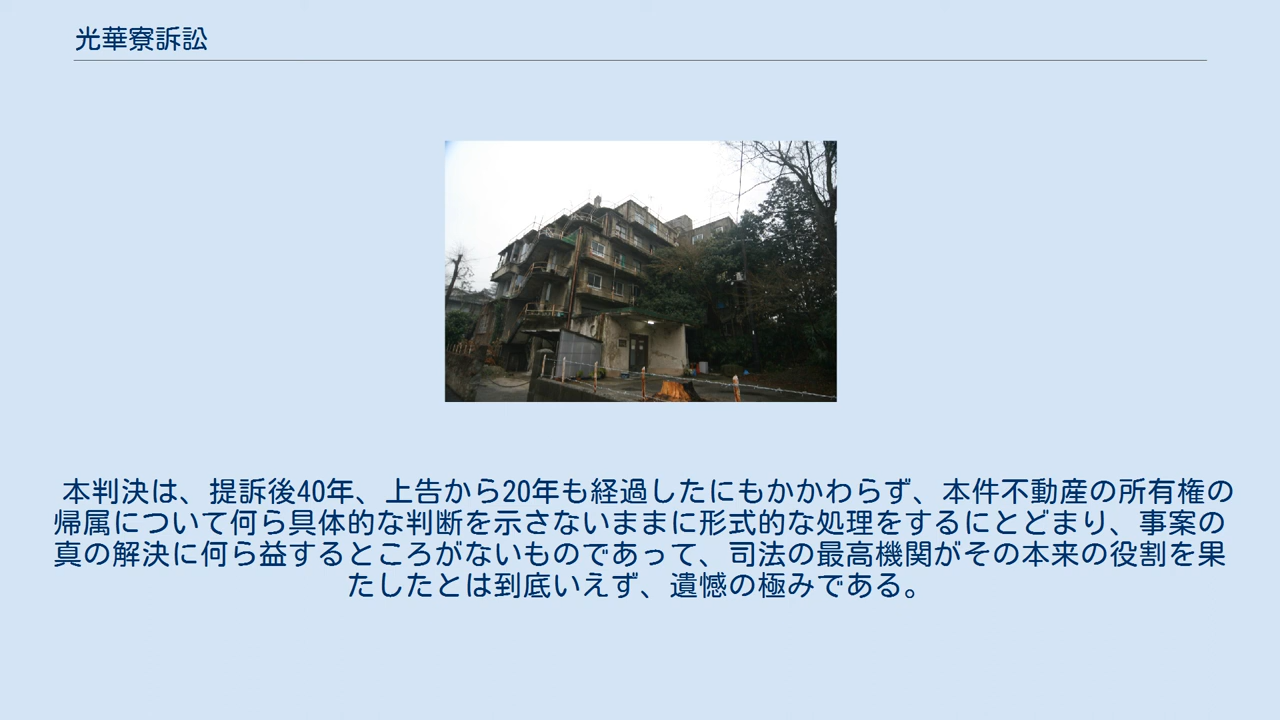 光華寮訴訟
本判決は、提訴後40年、上告から20年も経過したにもかかわらず、本件不動産の所有権の
帰属について何ら具体的な判断を示さないままに形式的な処理をするにとどまり、事案の
真の解決に何ら益するところがないものであって、司法の最高機関がその本来の役割を果
たしたとは到底いえず、遺憾の極みである。